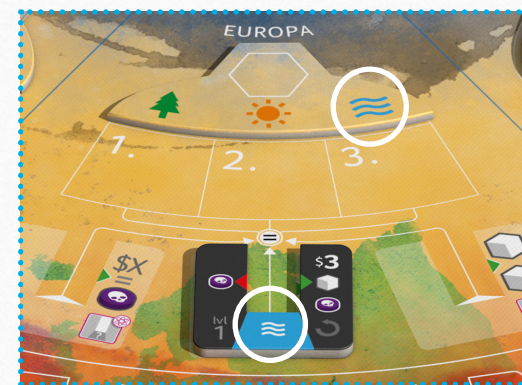 EUROPA
1. 2. 3.
$X
=
$3
=
lvl
1